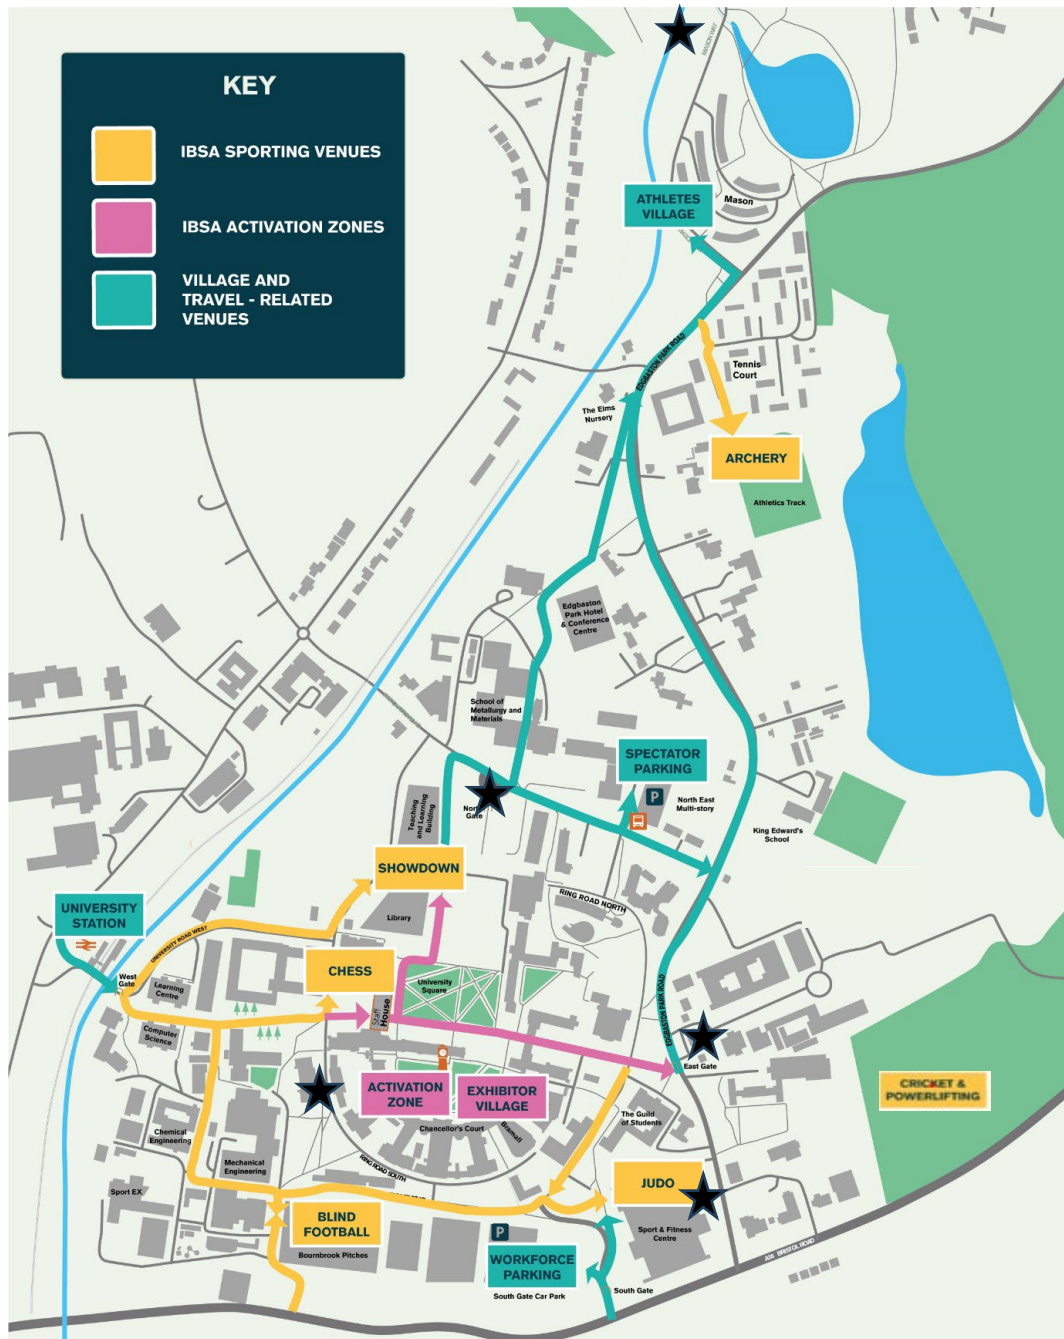 KEY
IBSA SPORTING VENUES
IBSA ACTIVATION ZONES
VILLAGE AND
TRAVEL - RELATED
VENUES
ATHLETES
VILLAGE
Mason
EDGBASTON PARK ROAD
Tennis
Court
The Elms
Nursery
ARCHERY
Athletics Track
Edgbaston
Park Hotel
& Conference
Centre
School of
Metallurgy and
Materials
SPECTATOR
PARKING
P
North East
Multi-story
Gate
Teaching
and Learning
Building
King Edward's
School
SHOWDOWN
RING ROAD NORTH
Library
UNIVERSITY
STATION
UNIVERSITY ROAD WEST
West
Gate
Learning
Centre
CHESS
University
Square
Staff
House
Computer
Science
EDGBASTON PARK ROAD
East Gate
CRICKET &
POWERLIFTING
ACTIVATION
ZONE
EXHIBITOR
VILLAGE
The Guild
of Students
Chancellor's Court
Bramall
Chemical
Engineering
Mechanical
Engineering
RING ROAD SOUTH
Sport EX
JUDO
BLIND
FOOTBALL
Bournbrook Pitches
P
Sport & Fitness
Centre
WORKFORCE
PARKING
South Gate Car Park
South Gate
A38 BRISTOL ROAD